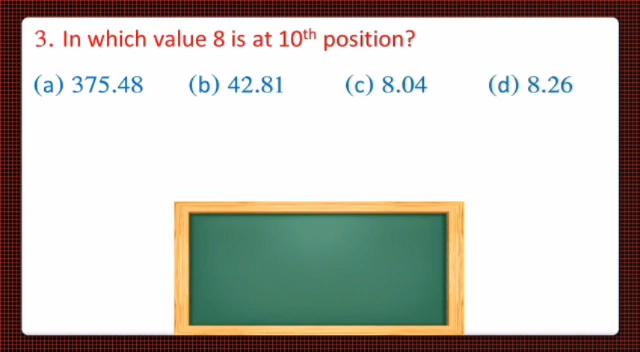 3. In which value 8 is at 10th position?
(a) 375.48 (b) 42.81 (c) 8.04 (d) 8.26